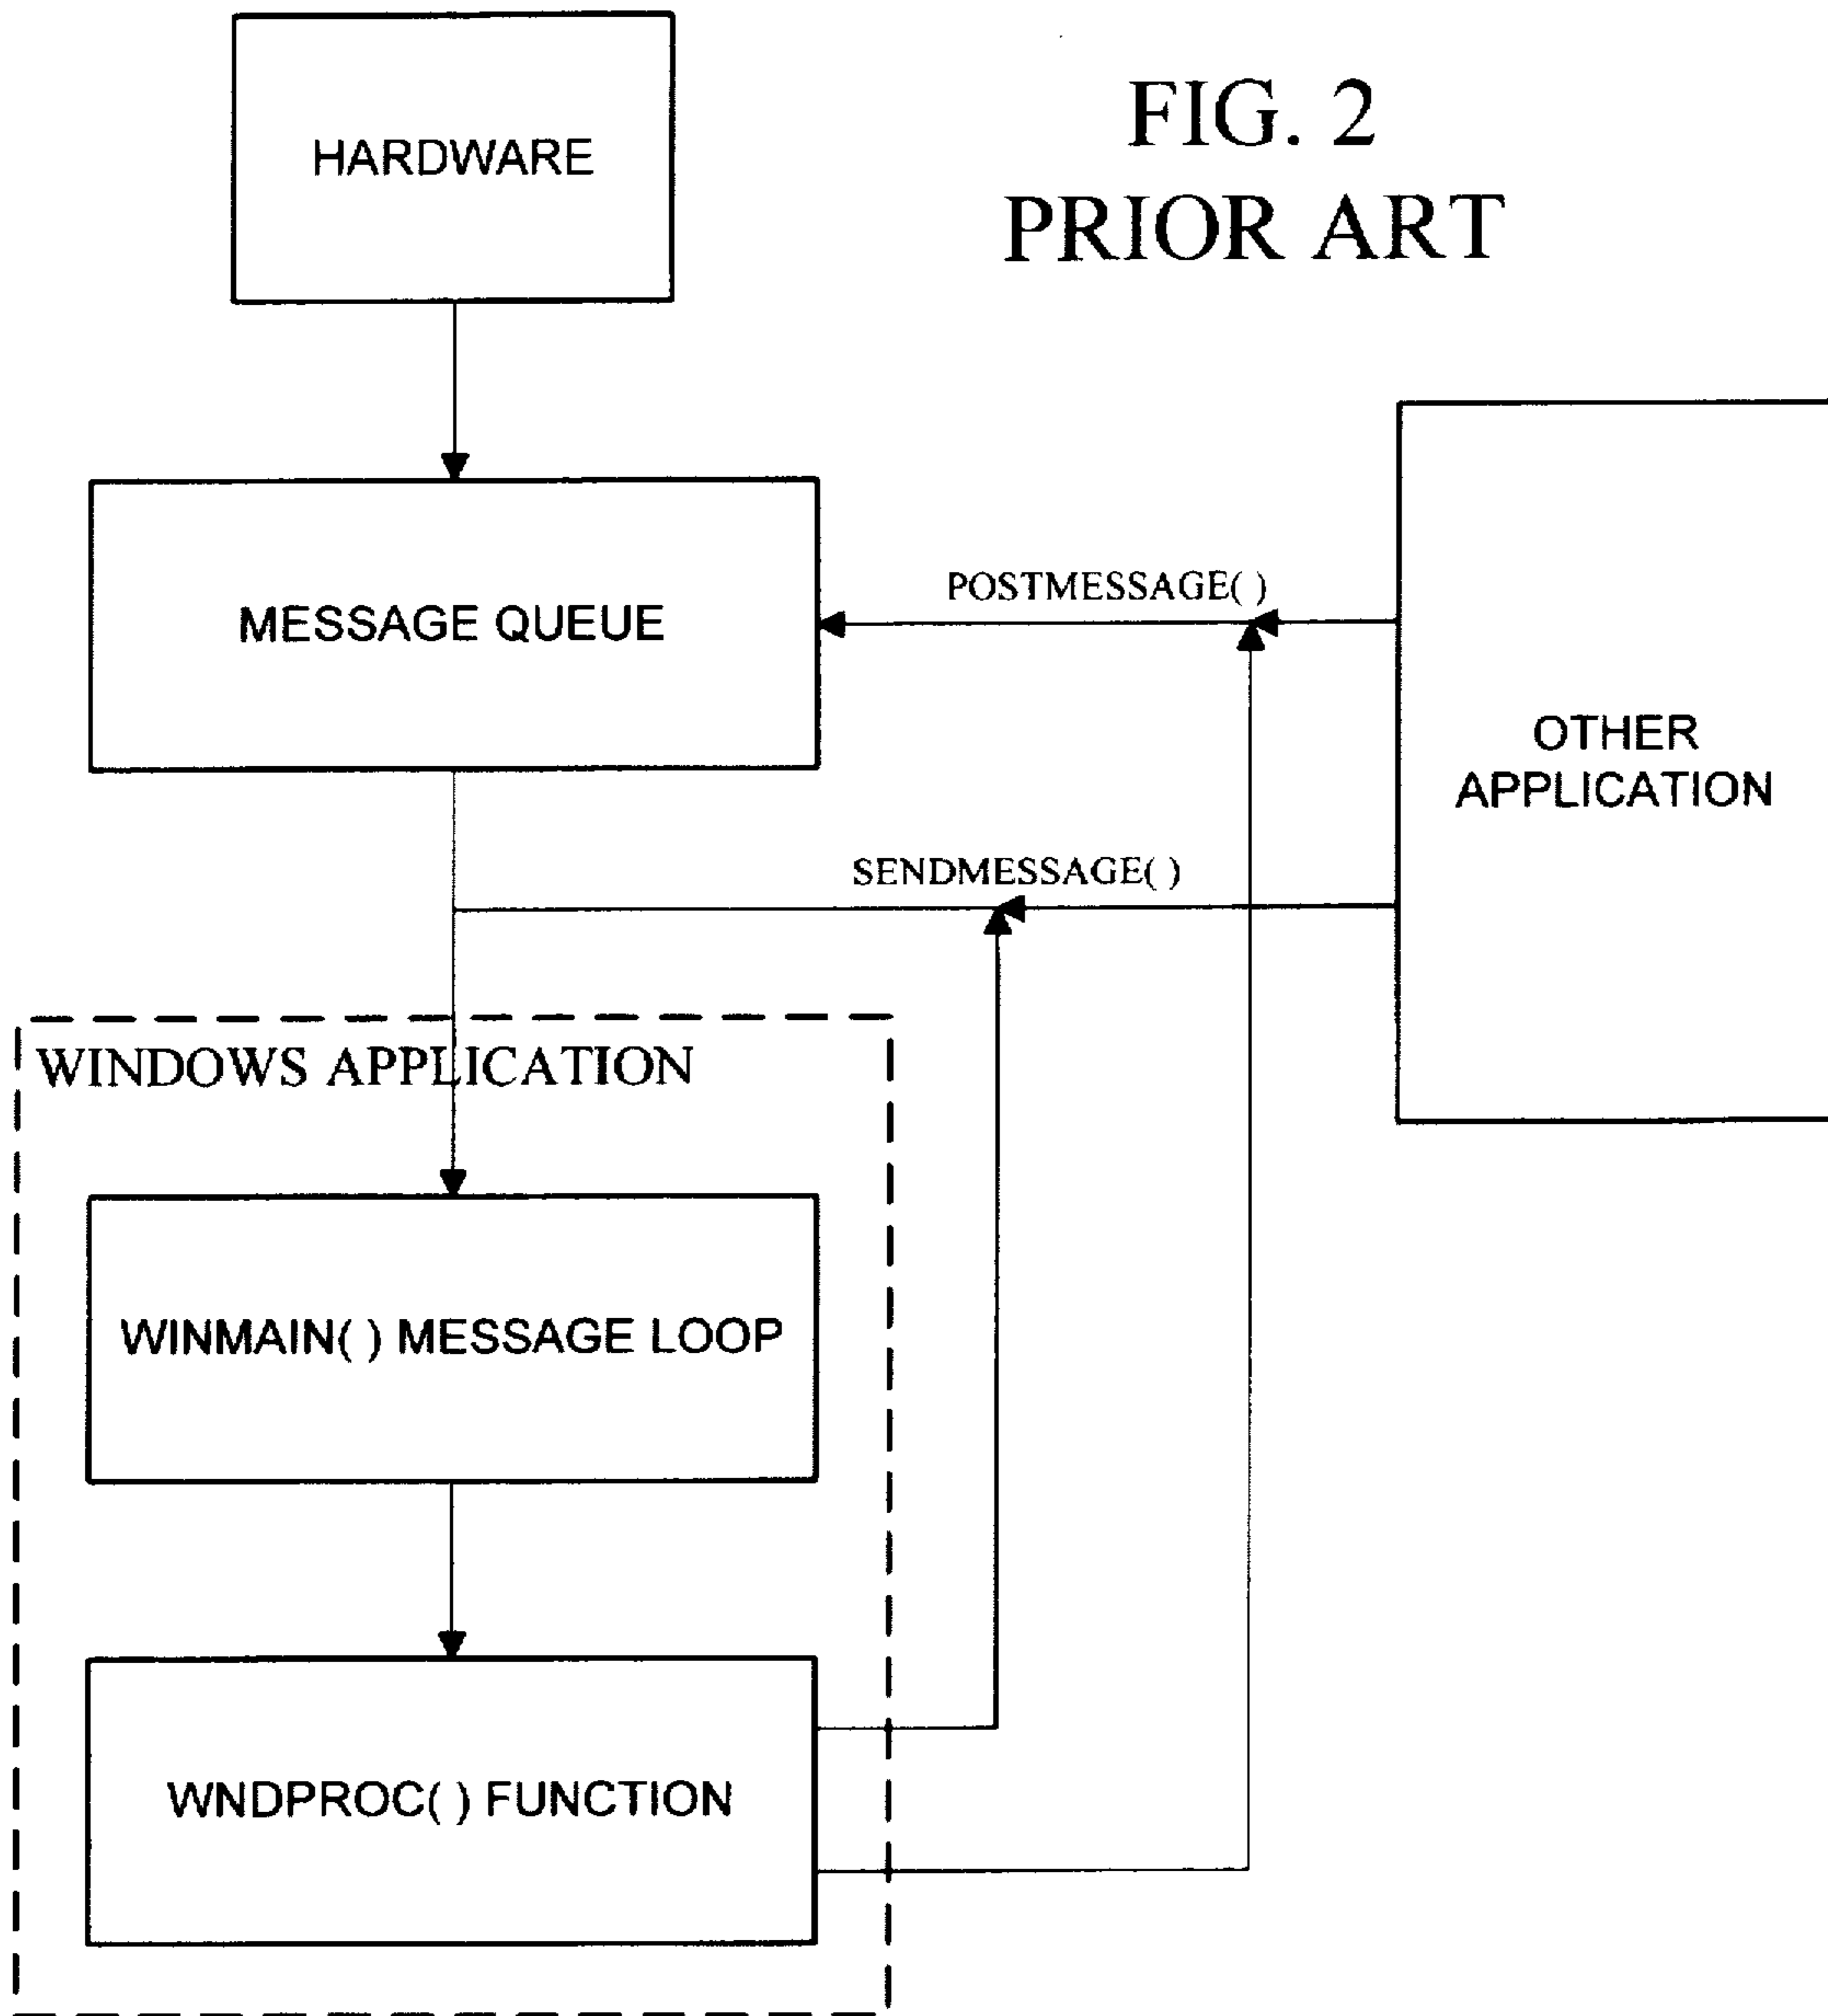 FIG. 2
PRIOR ART
HARDWARE
MESSAGE QUEUE
POSTMESSAGE( )
OTHER
APPLICATION
SENDMESSAGE( )
WINDOWS APPLICATION
WINMAIN( ) MESSAGE LOOP
WNDPROC( ) FUNCTION